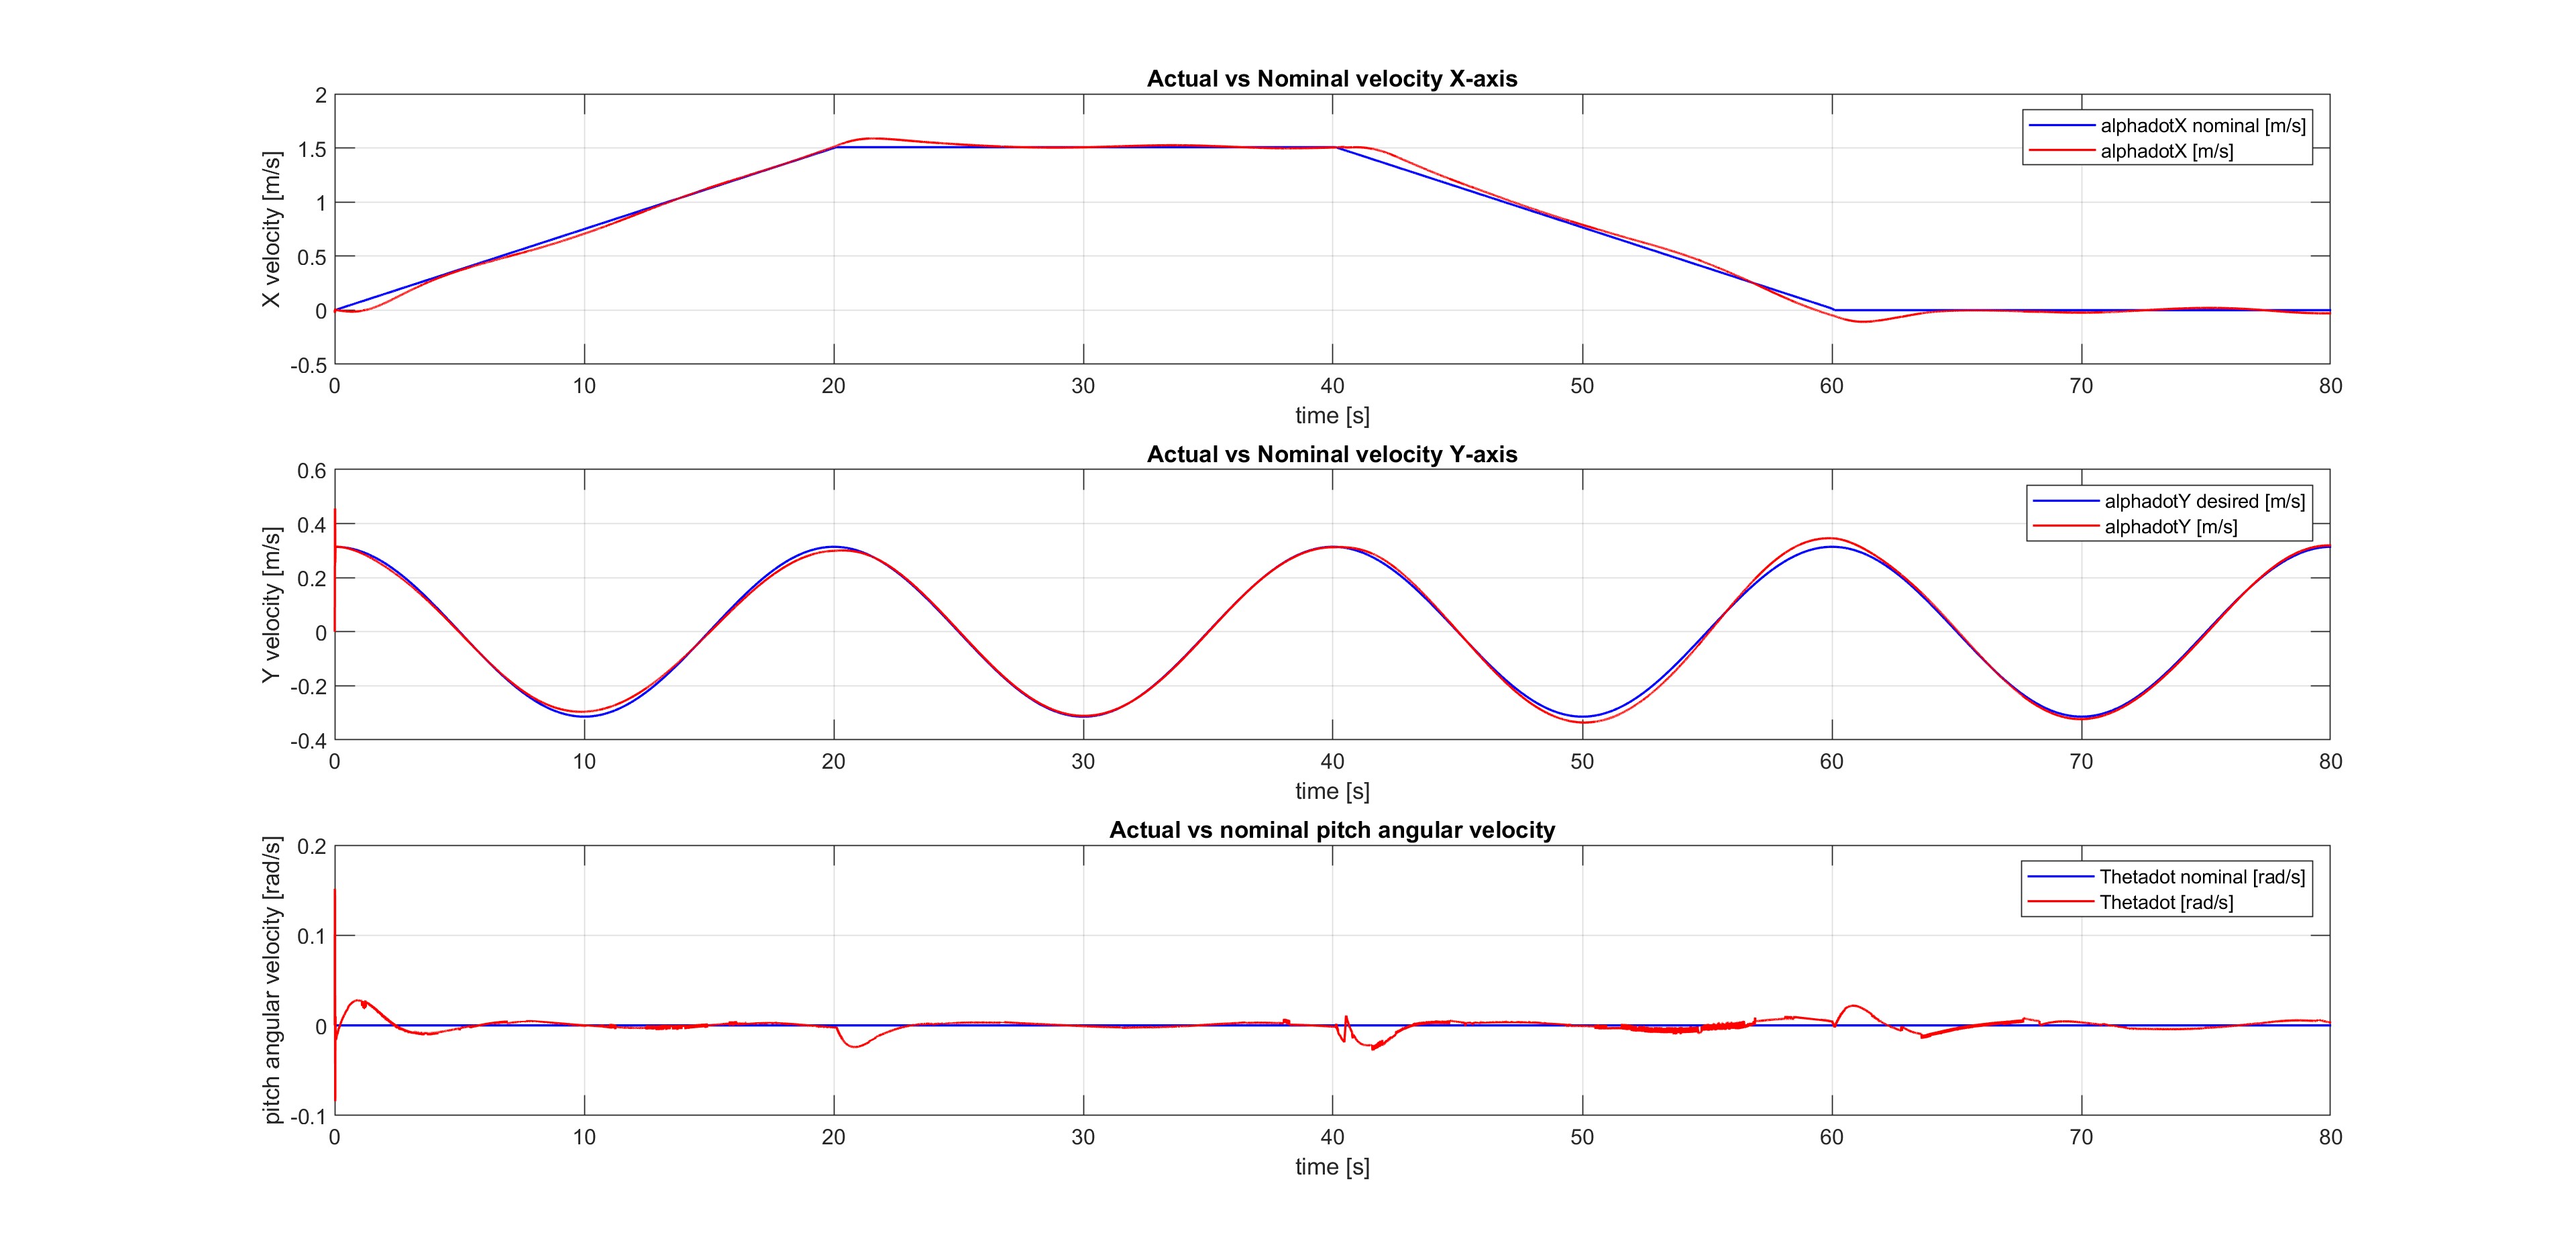 Actual vs Nominal velocity X-axis
2
1.5
1
0.5
0
-0.5
X velocity [m/s]
alphadotX nominal [m/s]
alphadotX [m/s]
0 10 20 30 40 50 60 70 80
time [s]
Actual vs Nominal velocity Y-axis
0.6
0.4
0.2
0
-0.2
-0.4
Y velocity [m/s]
alphadotY desired [m/s]
alphadotY [m/s]
0 10 20 30 40 50 60 70 80
time [s]
Actual vs nominal pitch angular velocity
0.2
0.1
0
-0.1
pitch angular velocity [rad/s]
Thetadot nominal [rad/s]
Thetadot [rad/s]
0 10 20 30 40 50 60 70 80
time [s]